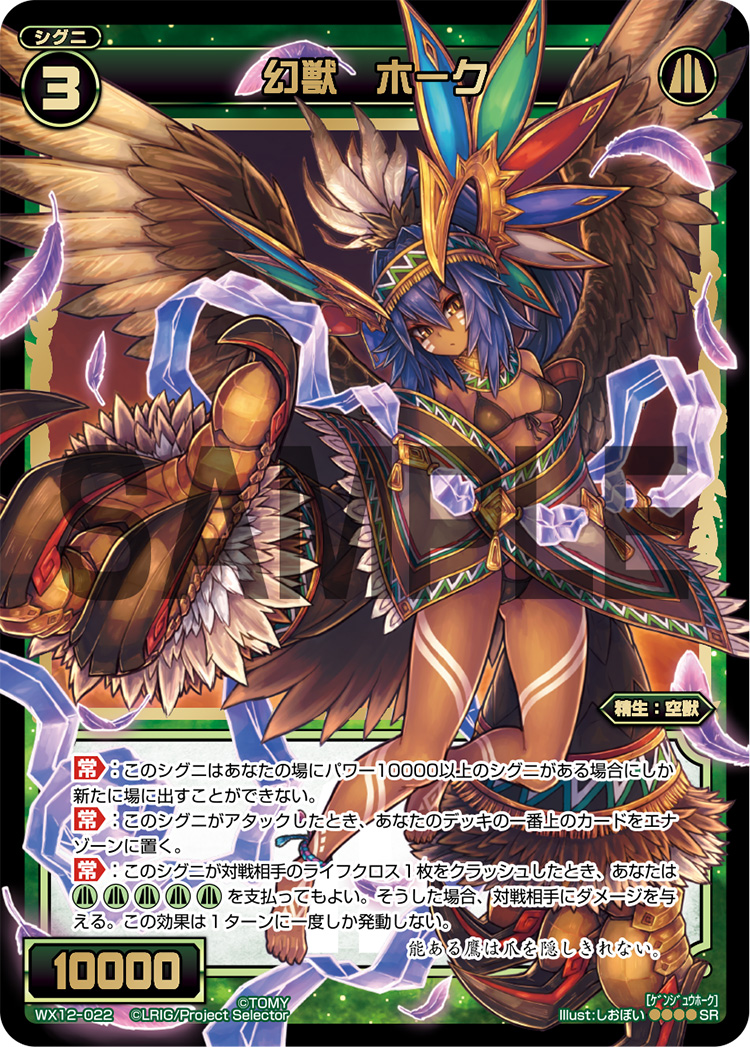 シグニ
3
幻獣 ホーク
SAMPLE
精生：空獣
常：このシグニはあなたの場にパワー10000以上のシグニがある場合にしか
新たに場に出すことができない。
常：このシグニがアタックしたとき、あなたのデッキの一番上のカードをエナ
ゾーンに置く。
常：このシグニが対戦相手のライフクロス１枚をクラッシュしたとき、あなたは
を支払ってもよい。そうした場合、対戦相手にダメージを与
える。この効果は１ターンに一度しか発動しない。
能ある鷹は爪を隠しきれない。
10000
[ｹﾞﾝｼﾞｭｳﾎｰｸ]
©TOMY
WX12-022 ©LRIG/Project Selector
Illust:しおぼい SR